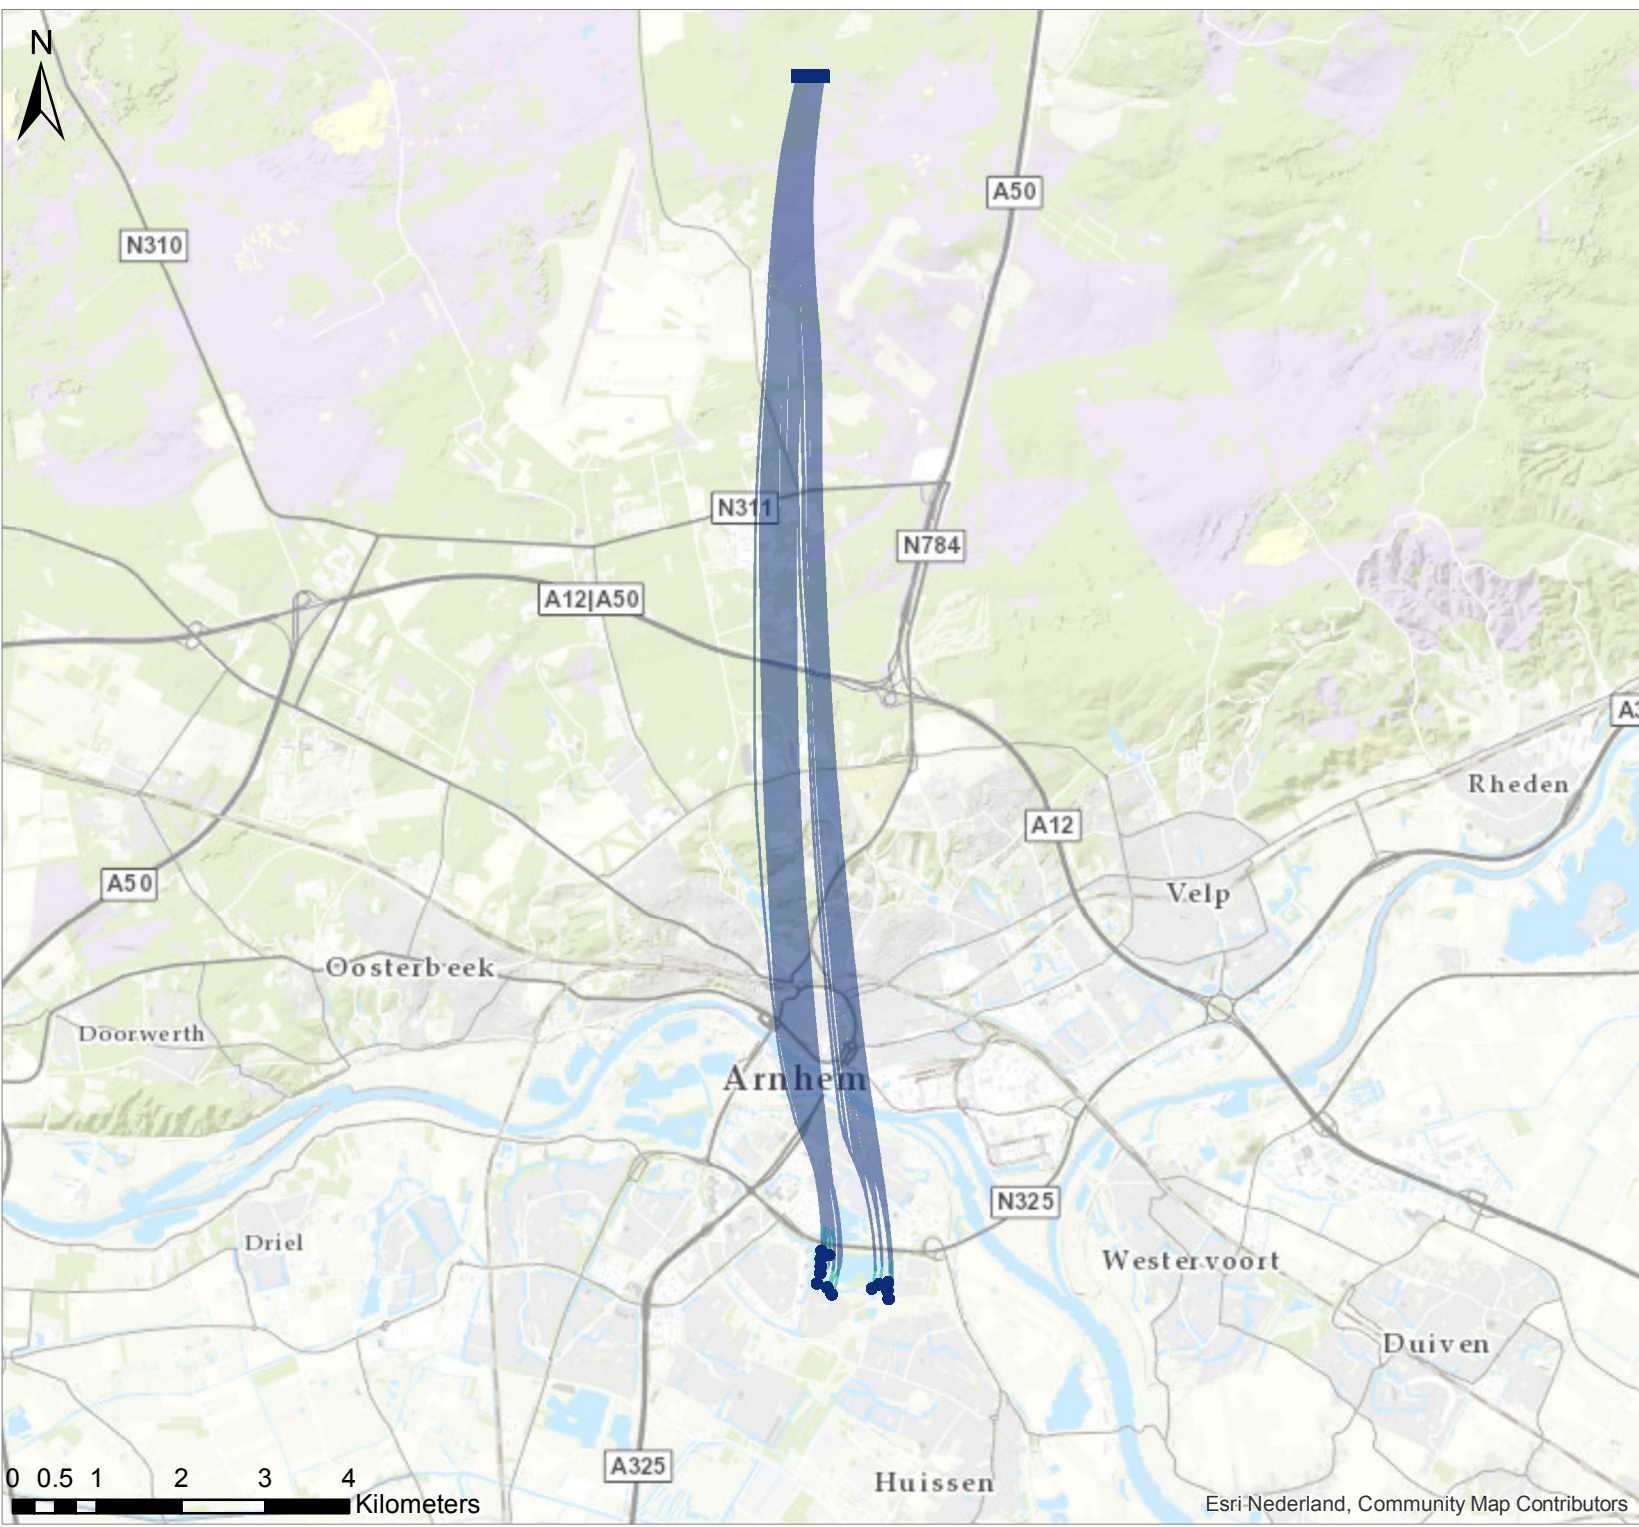 N
A50
N310
N311
N784
A12|A50
A3
Rheden
A12
A50
Velp
Oosterbeek
Doorwerth
Arnhem
N325
Driel
Westervoort
Duiven
A325
Huissen
0 0.5 1 2 3 4
Kilometers
Esri Nederland, Community Map Contributors